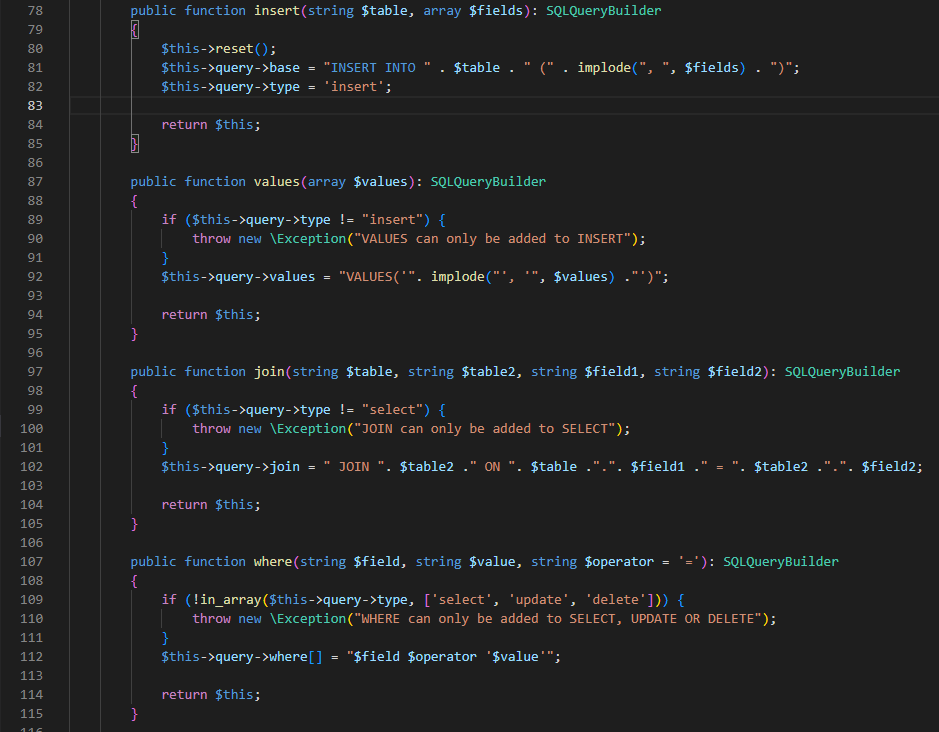 78 public function insert(string $table, array $fields): SQLQueryBuilder
79 {
80 $this->reset();
81 $this->query->base = "INSERT INTO " . $table . " (" . implode(", ", $fields) . ")";
82 $this->query->type = 'insert';
83
84 return $this;
85 }
86
87 public function values(array $values): SQLQueryBuilder
88 {
89 if ($this->query->type != "insert") {
90 throw new \Exception("VALUES can only be added to INSERT");
91 }
92 $this->query->values = "VALUES('". implode("', '", $values) ."')";
93
94 return $this;
95 }
96
97 public function join(string $table, string $table2, string $field1, string $field2): SQLQueryBuilder
98 {
99 if ($this->query->type != "select") {
100 throw new \Exception("JOIN can only be added to SELECT");
101 }
102 $this->query->join = " JOIN ". $table2 ." ON ". $table .".". $field1 ." = ". $table2 .".". $field2;
103
104 return $this;
105 }
106
107 public function where(string $field, string $value, string $operator = '='): SQLQueryBuilder
108 {
109 if (!in_array($this->query->type, ['select', 'update', 'delete'])) {
110 throw new \Exception("WHERE can only be added to SELECT, UPDATE OR DELETE");
111 }
112 $this->query->where[] = "$field $operator '$value'";
113
114 return $this;
115 }
116